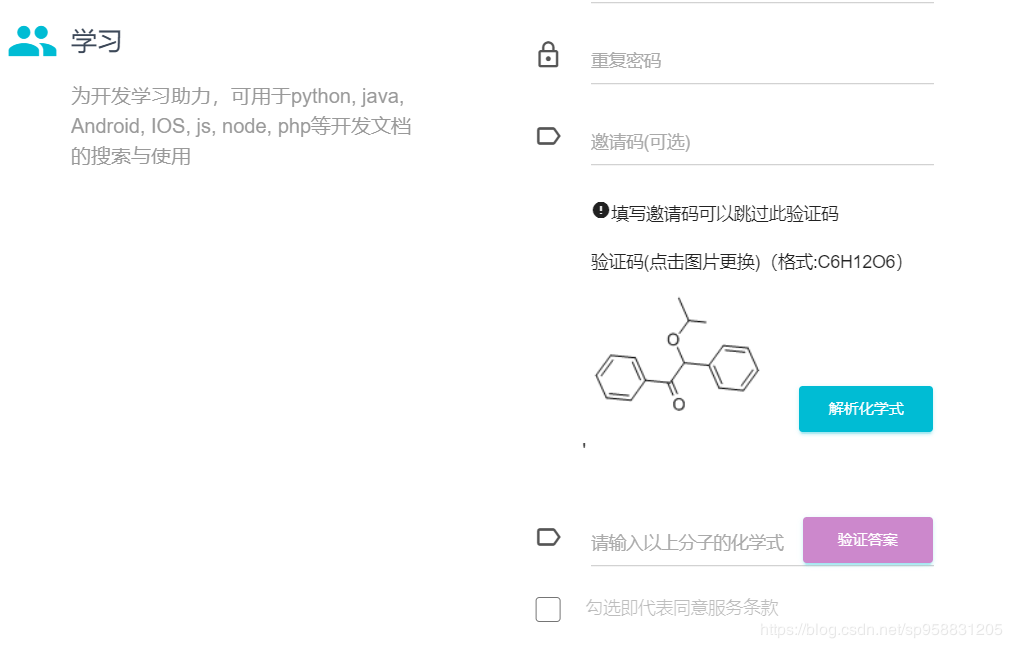 学习
为开发学习助力，可用于python, java,
Android, IOS, js, node, php等开发文档
的搜索与使用
重复密码
邀请码(可选)
填写邀请码可以跳过此验证码
验证码(点击图片更换)（格式:C6H12O6）
O
O
解析化学式
'
请输入以上分子的化学式
验证答案
勾选即代表同意服务条款
https://blog.csdn.net/sp958831205